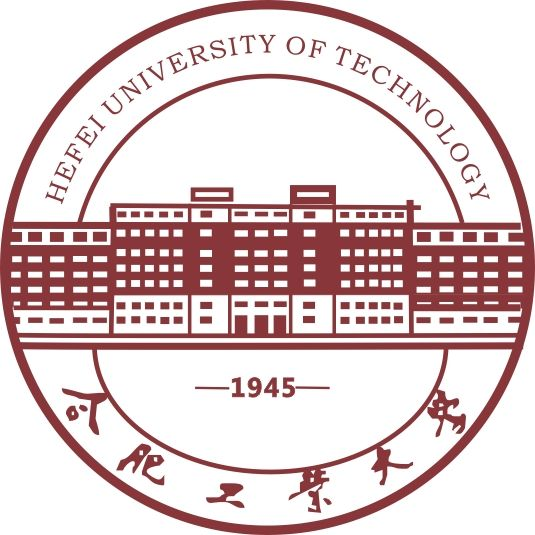 HEFEI UNIVERSITY OF TECHNOLOGY
1945
合肥工業大學